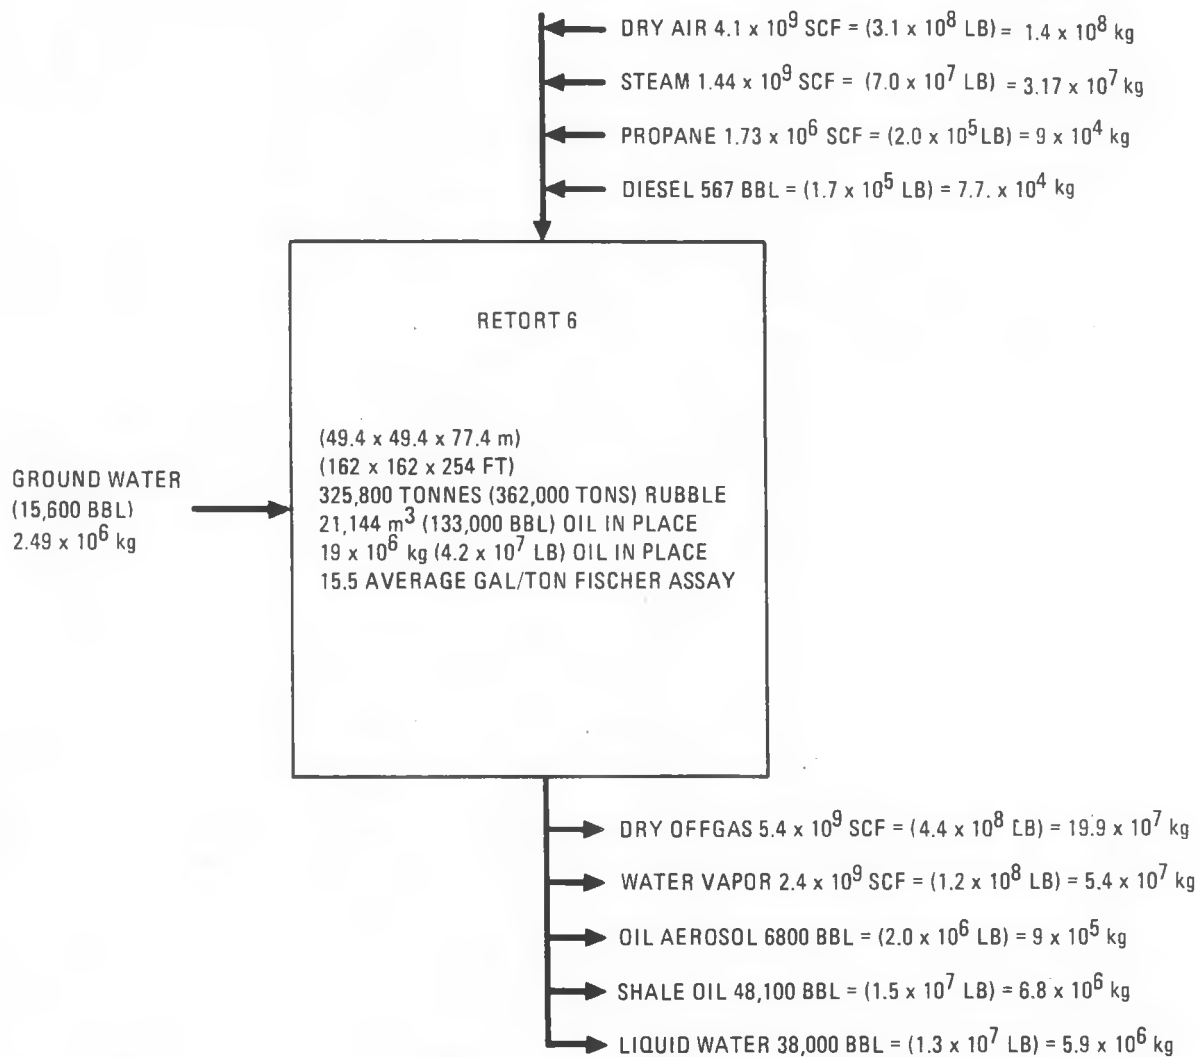 DRY AIR 4.1 x 10⁹ SCF = (3.1 x 10⁸ LB) = 1.4 x 10⁸ kg
STEAM 1.44 x 10⁹ SCF = (7.0 x 10⁷ LB) = 3.17 x 10⁷ kg
PROPANE 1.73 x 10⁶ SCF = (2.0 x 10⁵ LB) = 9 x 10⁴ kg
DIESEL 567 BBL = (1.7 x 10⁵ LB) = 7.7. x 10⁴ kg
RETORT 6
(49.4 x 49.4 x 77.4 m)
(162 x 162 x 254 FT)
325,800 TONNES (362,000 TONS) RUBBLE
21,144 m³ (133,000 BBL) OIL IN PLACE
19 x 10⁶ kg (4.2 x 10⁷ LB) OIL IN PLACE
15.5 AVERAGE GAL/TON FISCHER ASSAY
GROUND WATER
(15,600 BBL)
2.49 x 10⁶ kg
DRY OFFGAS 5.4 x 10⁹ SCF = (4.4 x 10⁸ LB) = 19.9 x 10⁷ kg
WATER VAPOR 2.4 x 10⁹ SCF = (1.2 x 10⁸ LB) = 5.4 x 10⁷ kg
OIL AEROSOL 6800 BBL = (2.0 x 10⁶ LB) = 9 x 10⁵ kg
SHALE OIL 48,100 BBL = (1.5 x 10⁷ LB) = 6.8 x 10⁶ kg
LIQUID WATER 38,000 BBL = (1.3 x 10⁷ LB) = 5.9 x 10⁶ kg